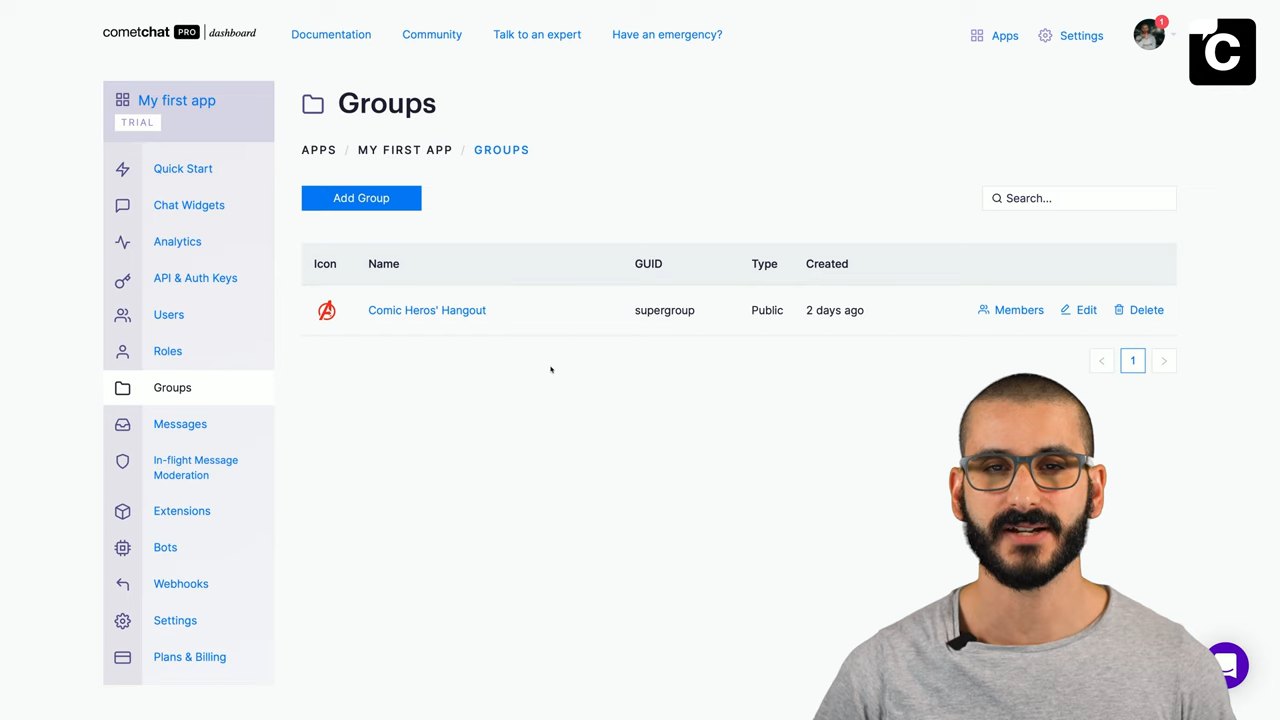 cometchat PRO dashboard
Documentation
Community
Talk to an expert
Have an emergency?
Apps
Settings
1
C
My first app
TRIAL
Quick Start
Chat Widgets
Analytics
API & Auth Keys
Users
Roles
Groups
Messages
In-flight Message
Moderation
Extensions
Bots
Webhooks
Settings
Plans & Billing
Groups
APPS / MY FIRST APP / GROUPS
Add Group
Search...
Icon Name GUID Type Created
Comic Heros' Hangout supergroup Public 2 days ago Members Edit Delete
< 1 >